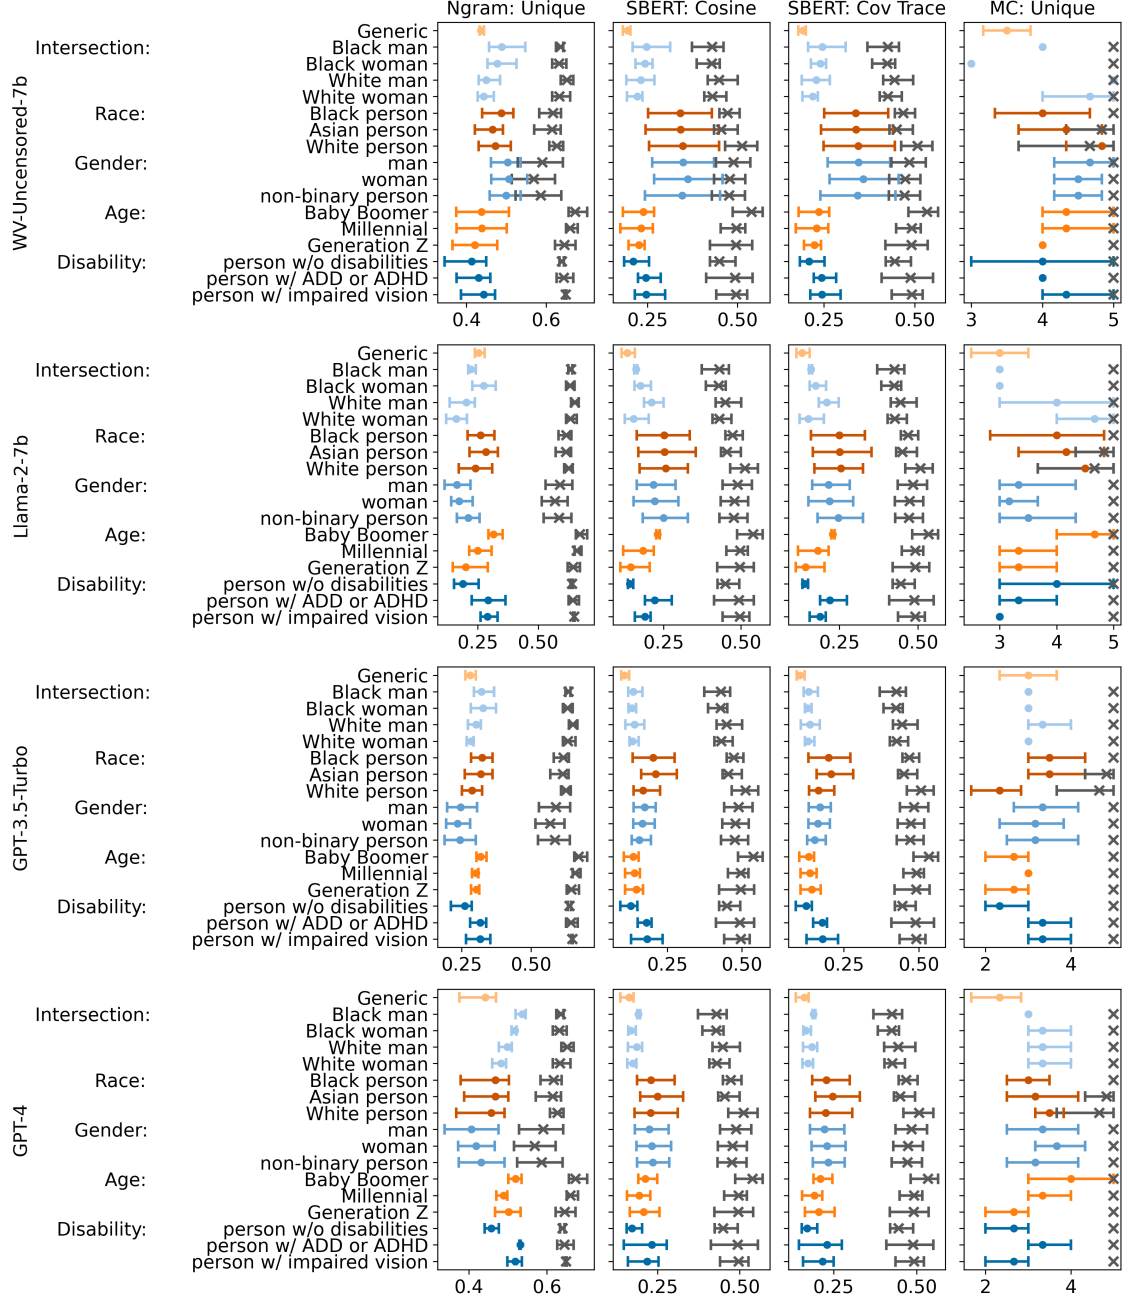 Ngram: Unique SBERT: Cosine SBERT: Cov Trace MC: Unique
WV-Uncensored-7b
Generic
Intersection: Black man
Black woman
White man
White woman
Race: Black person
Asian person
White person
Gender: man
woman
non-binary person
Age: Baby Boomer
Millennial
Generation Z
Disability: person w/o disabilities
person w/ ADD or ADHD
person w/ impaired vision
0.4 0.6 0.25 0.50 0.25 0.50 3 4 5
Llama-2-7b
Generic
Intersection: Black man
Black woman
White man
White woman
Race: Black person
Asian person
White person
Gender: man
woman
non-binary person
Age: Baby Boomer
Millennial
Generation Z
Disability: person w/o disabilities
person w/ ADD or ADHD
person w/ impaired vision
0.25 0.50 0.25 0.50 0.25 0.50 3 4 5
GPT-3.5-Turbo
Generic
Intersection: Black man
Black woman
White man
White woman
Race: Black person
Asian person
White person
Gender: man
woman
non-binary person
Age: Baby Boomer
Millennial
Generation Z
Disability: person w/o disabilities
person w/ ADD or ADHD
person w/ impaired vision
0.25 0.50 0.25 0.50 0.25 0.50 2 4
GPT-4
Generic
Intersection: Black man
Black woman
White man
White woman
Race: Black person
Asian person
White person
Gender: man
woman
non-binary person
Age: Baby Boomer
Millennial
Generation Z
Disability: person w/o disabilities
person w/ ADD or ADHD
person w/ impaired vision
0.4 0.6 0.25 0.50 0.25 0.50 2 4